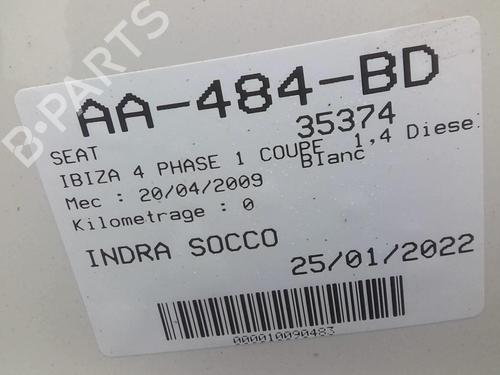 B-PARTS
AA-484-BD
35374
SEAT
IBIZA 4 PHASE 1 COUPE 1,4 Diese
Blanc
Mec : 20/04/2009
Kilometrage : 0
INDRA SOCCO
25/01/2022
000010090483